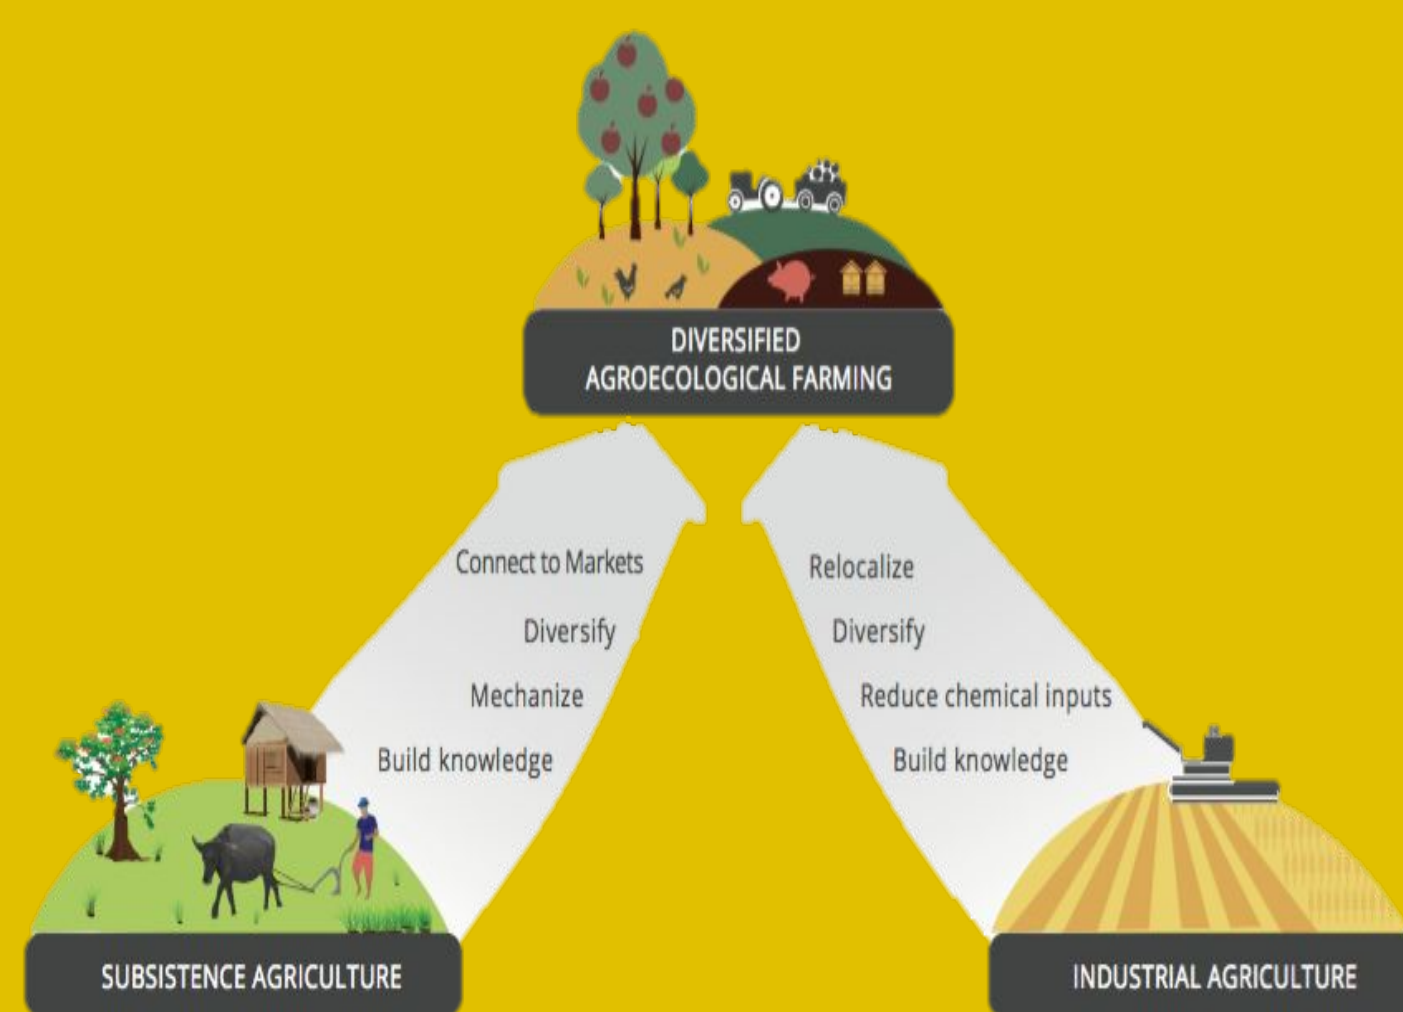 DIVERSIFIED
AGROECOLOGICAL FARMING
Connect to Markets
Diversify
Mechanize
Build knowledge
Relocalize
Diversify
Reduce chemical inputs
Build knowledge
SUBSISTENCE AGRICULTURE
INDUSTRIAL AGRICULTURE